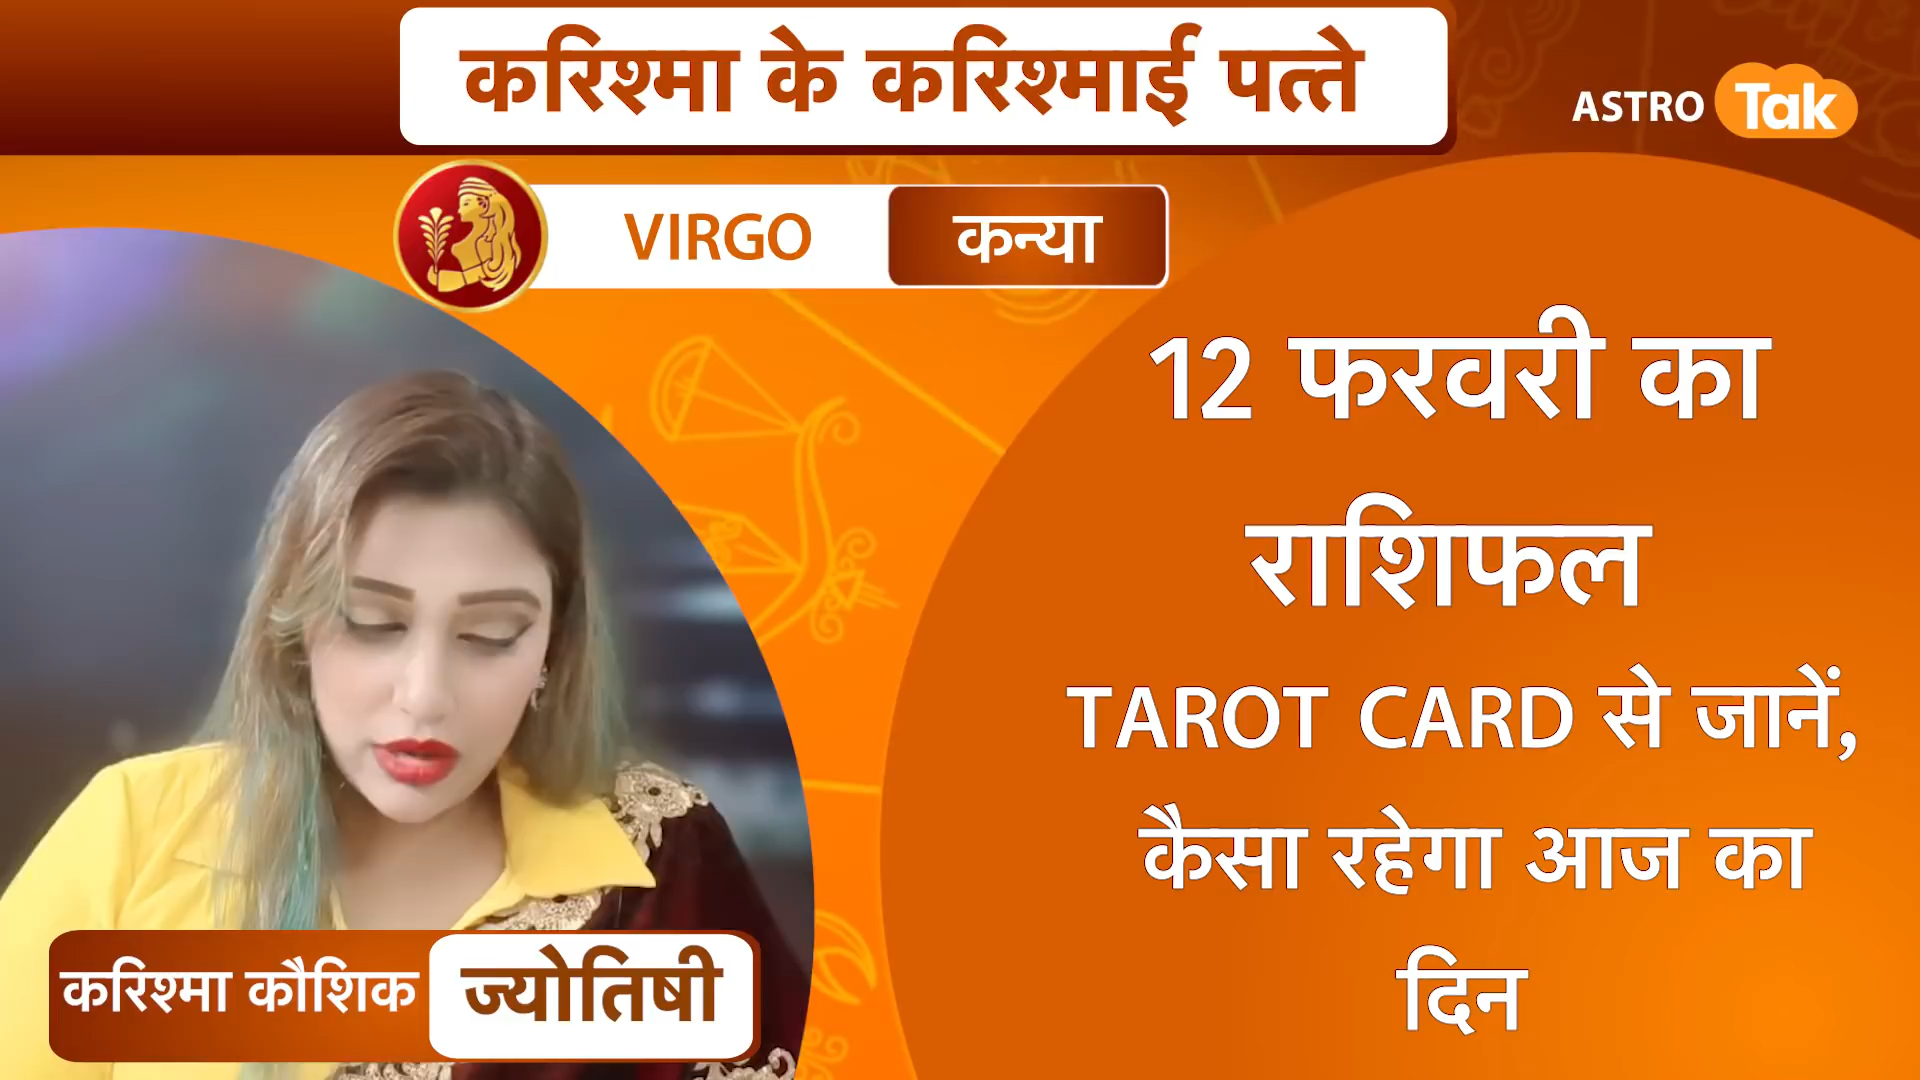 करिश्मा के करिश्माई पत्ते
ASTRO Tak
VIRGO कन्या
12 फरवरी का
राशिफल
TAROT CARD से जानें,
कैसा रहेगा आज का
दिन
करिश्मा कौशिक ज्योतिषी